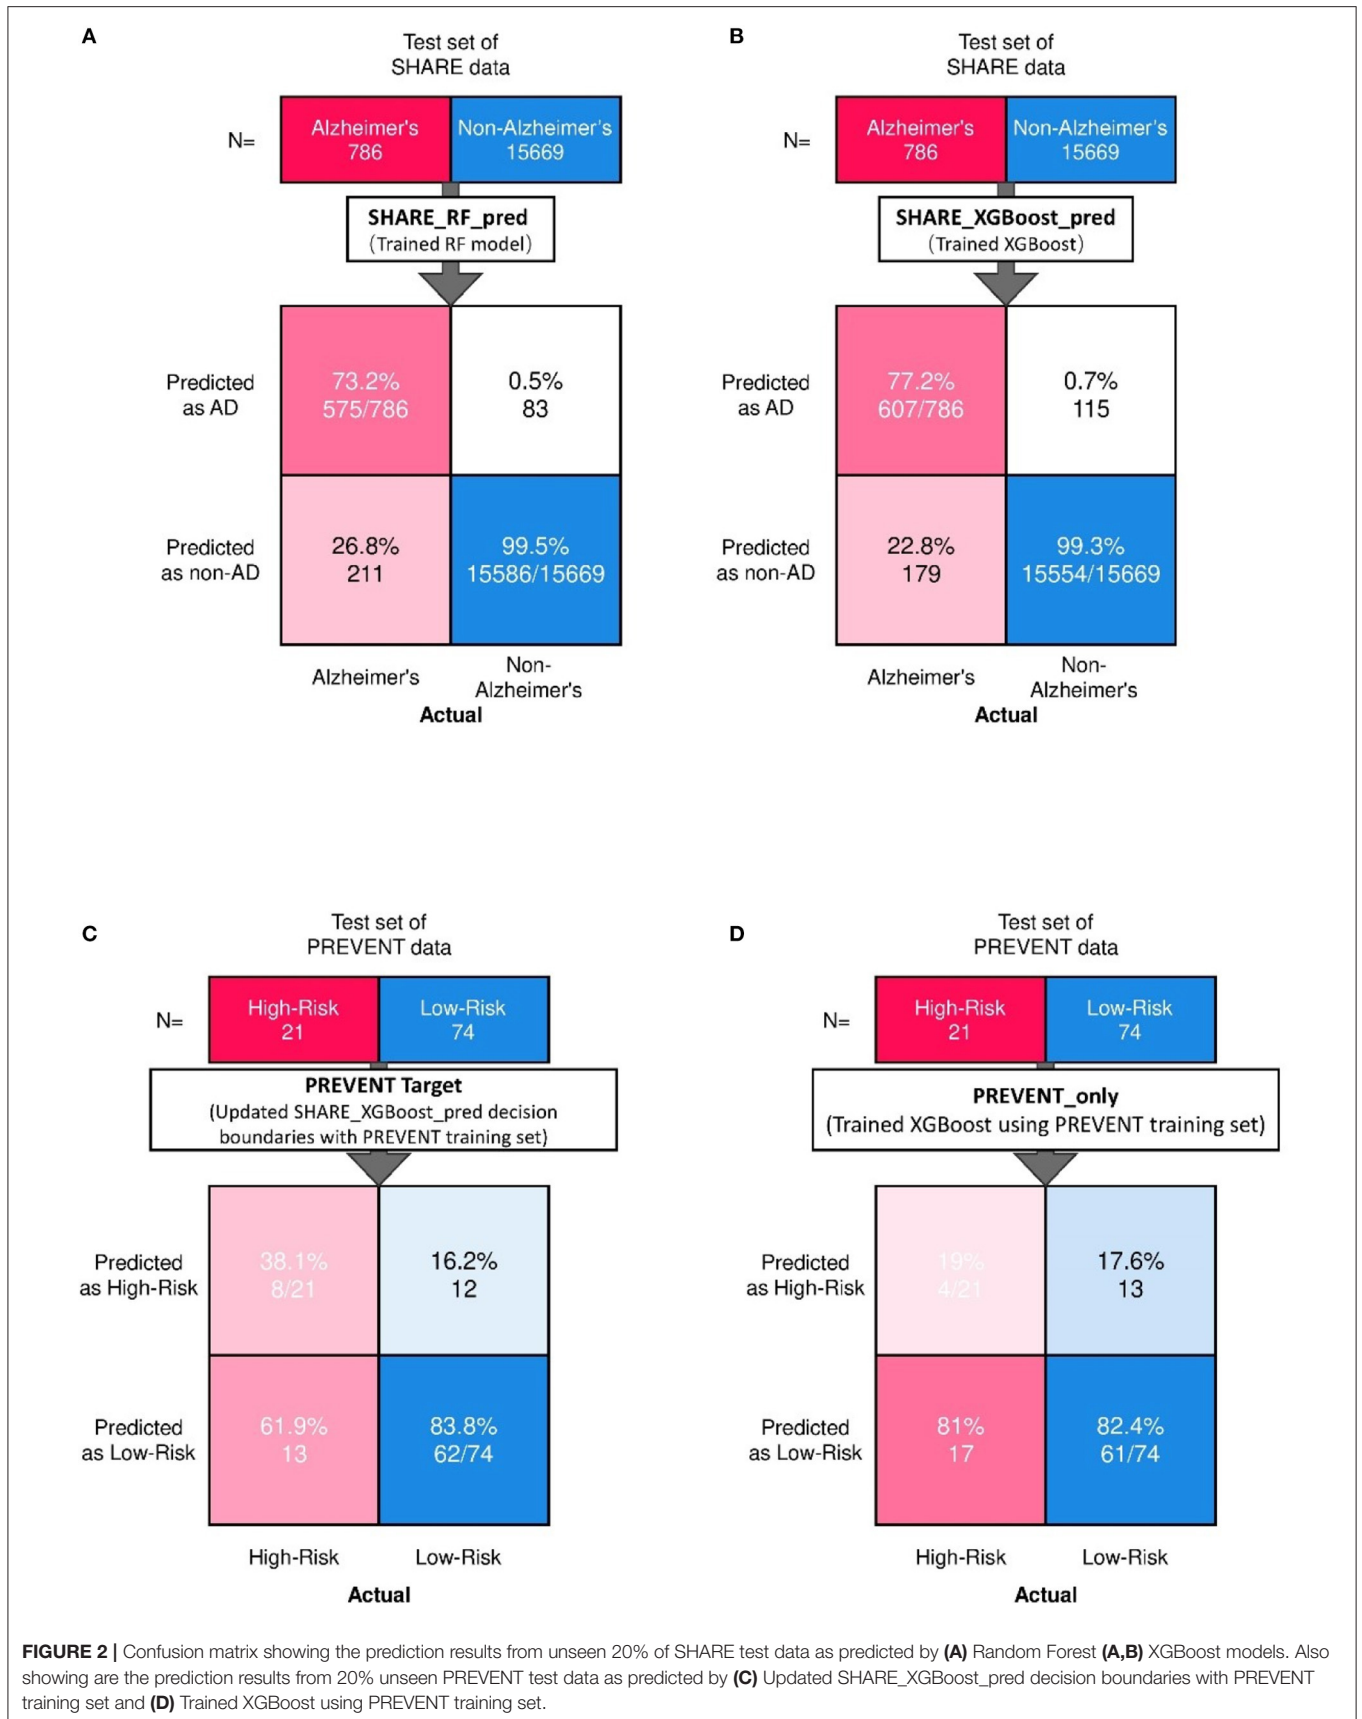 A
Test set of
SHARE data
N=
Alzheimer's
786
Non-Alzheimer's
15669
SHARE_RF_pred
(Trained RF model)
Predicted
as AD
73.2%
575/786
0.5%
83
Predicted
as non-AD
26.8%
211
99.5%
15586/15669
Alzheimer's
Non-
Alzheimer's
Actual
B
Test set of
SHARE data
N=
Alzheimer's
786
Non-Alzheimer's
15669
SHARE_XGBoost_pred
(Trained XGBoost)
Predicted
as AD
77.2%
607/786
0.7%
115
Predicted
as non-AD
22.8%
179
99.3%
15554/15669
Alzheimer's
Non-
Alzheimer's
Actual
C
Test set of
PREVENT data
N=
High-Risk
21
Low-Risk
74
PREVENT Target
(Updated SHARE_XGBoost_pred decision
boundaries with PREVENT training set)
Predicted
as High-Risk
38.1%
8/21
16.2%
12
Predicted
as Low-Risk
61.9%
13
83.8%
62/74
High-Risk
Low-Risk
Actual
D
Test set of
PREVENT data
N=
High-Risk
21
Low-Risk
74
PREVENT_only
(Trained XGBoost using PREVENT training set)
Predicted
as High-Risk
19%
4/21
17.6%
13
Predicted
as Low-Risk
81%
17
82.4%
61/74
High-Risk
Low-Risk
Actual
FIGURE 2 | Confusion matrix showing the prediction results from unseen 20% of SHARE test data as predicted by (A) Random Forest (A,B) XGBoost models. Also
showing are the prediction results from 20% unseen PREVENT test data as predicted by (C) Updated SHARE_XGBoost_pred decision boundaries with PREVENT
training set and (D) Trained XGBoost using PREVENT training set.